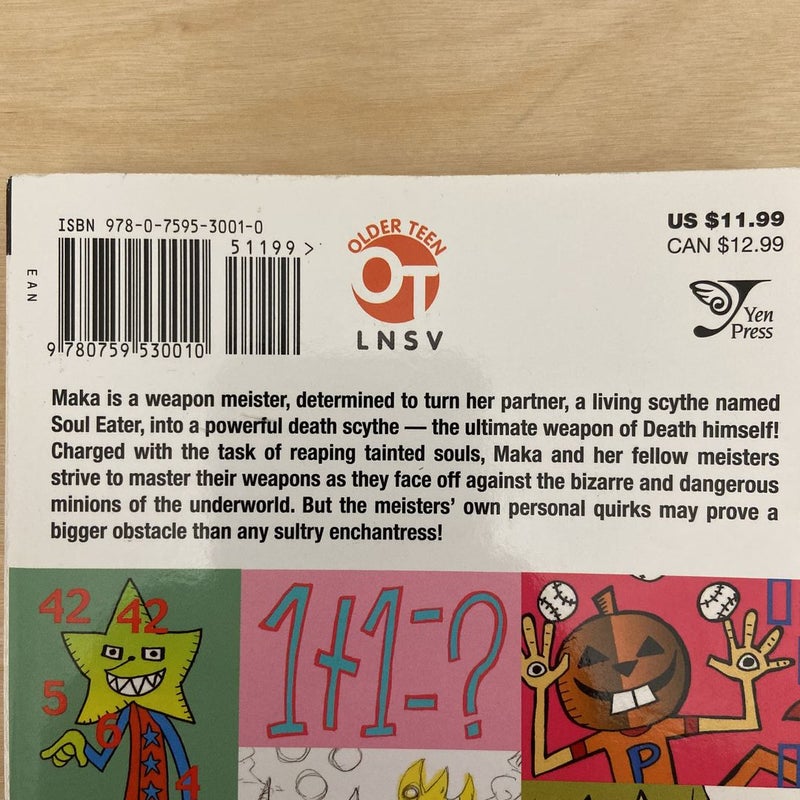 ISBN 978-0-7595-3001-0
51199 >
EAN
9 780759 530010
OLDER TEEN
OT
LNSV
US $11.99
CAN $12.99
Yen
Press
Maka is a weapon meister, determined to turn her partner, a living scythe named
Soul Eater, into a powerful death scythe — the ultimate weapon of Death himself!
Charged with the task of reaping tainted souls, Maka and her fellow meisters
strive to master their weapons as they face off against the bizarre and dangerous
minions of the underworld. But the meisters' own personal quirks may prove a
bigger obstacle than any sultry enchantress!
42
42
5
6
4
1+1=?
P